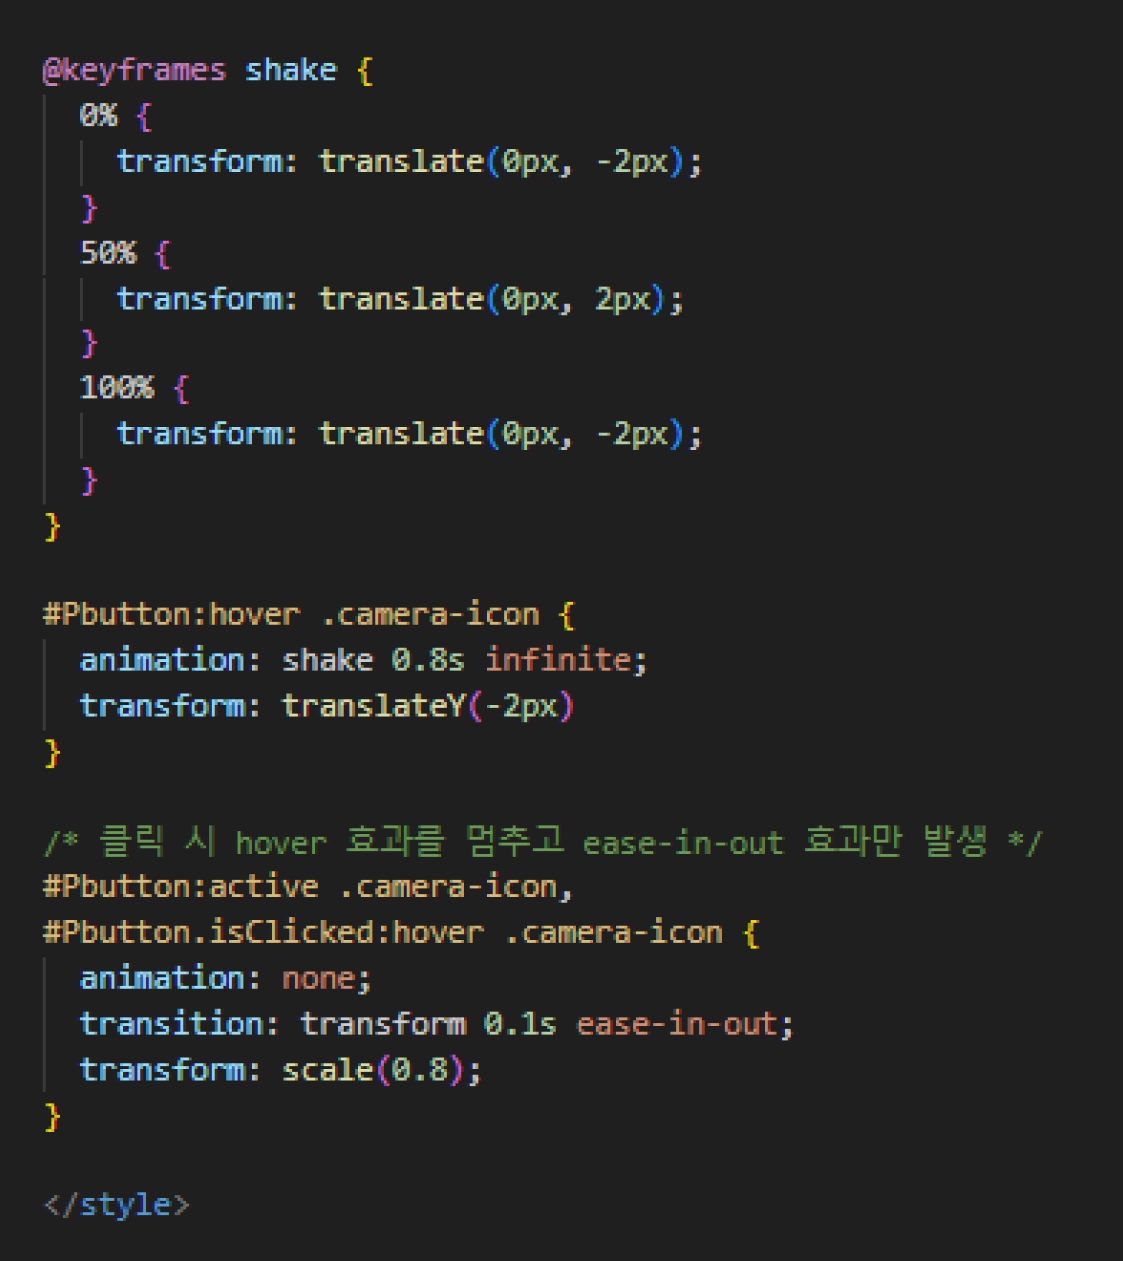 @keyframes shake {
0% {
transform: translate(0px, -2px);
}
50% {
transform: translate(0px, 2px);
}
100% {
transform: translate(0px, -2px);
}
}
#Pbutton:hover .camera-icon {
animation: shake 0.8s infinite;
transform: translateY(-2px)
}
/* 클릭 시 hover 효과를 멈추고 ease-in-out 효과만 발생 */
#Pbutton:active .camera-icon,
#Pbutton.isClicked:hover .camera-icon {
animation: none;
transition: transform 0.1s ease-in-out;
transform: scale(0.8);
}
</style>